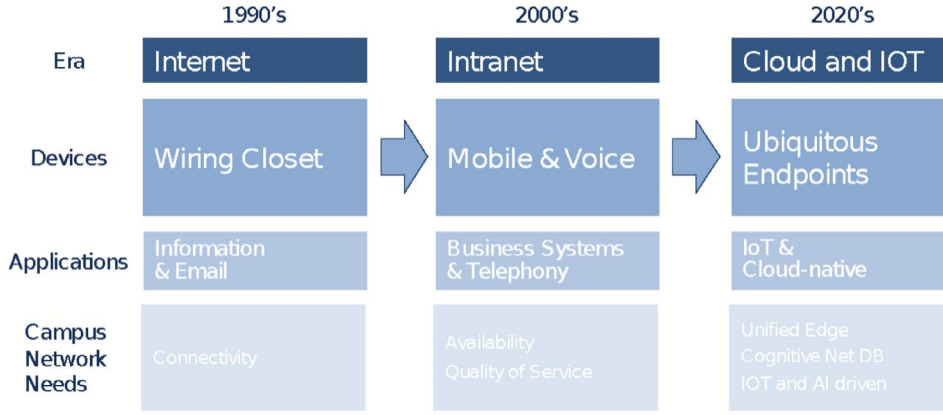 1990's 2000's 2020's
Era Internet Intranet Cloud and IOT
Devices Wiring Closet Mobile & Voice Ubiquitous
Endpoints
Applications Information
& Email
Business Systems
& Telephony
IoT &
Cloud-native
Campus
Network
Needs
Connectivity
Availability
Quality of Service
Unified Edge
Cognitive Net DB
IOT and AI driven